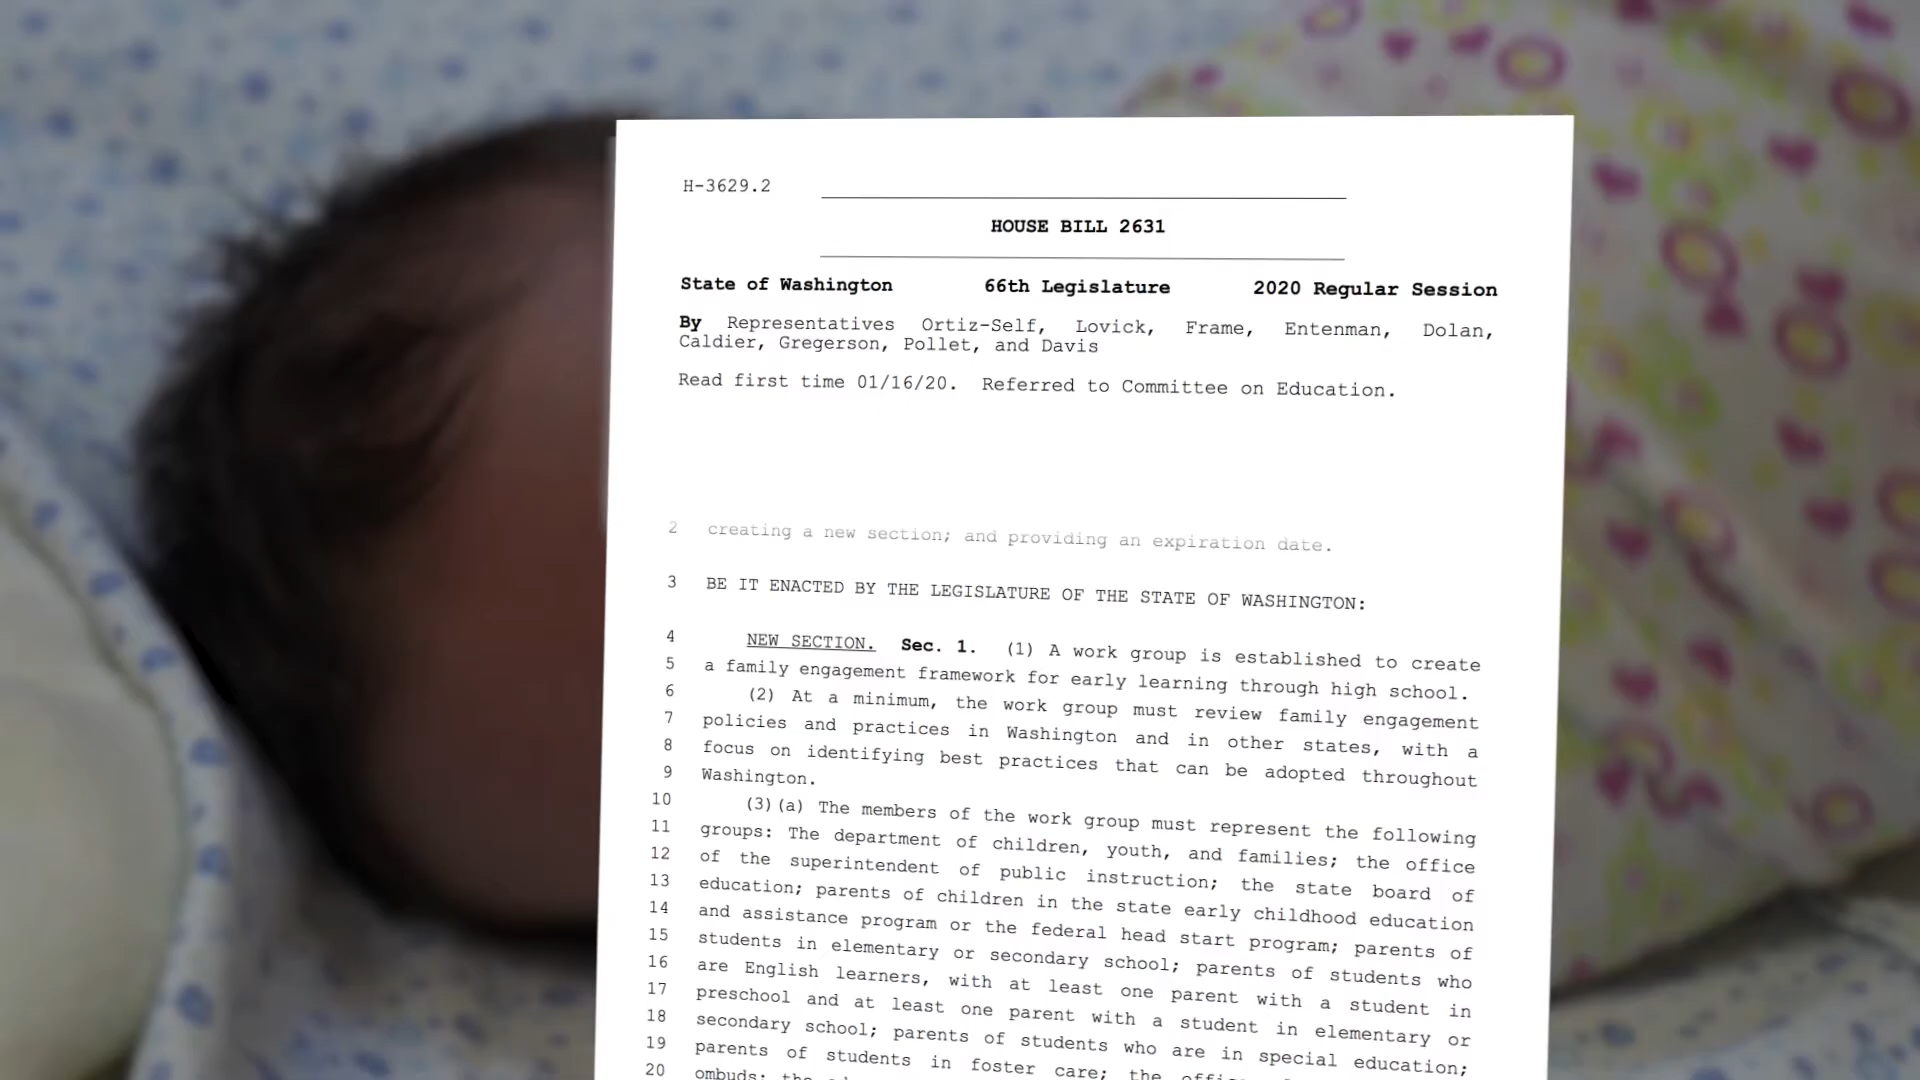 H-3629.2
HOUSE BILL 2631
State of Washington 66th Legislature 2020 Regular Session
By Representatives Ortiz-Self, Lovick, Frame, Entenman, Dolan,
Caldier, Gregerson, Pollet, and Davis
Read first time 01/16/20. Referred to Committee on Education.
2 creating a new section; and providing an expiration date.
3 BE IT ENACTED BY THE LEGISLATURE OF THE STATE OF WASHINGTON:
4 NEW SECTION. Sec. 1. (1) A work group is established to create
5 a family engagement framework for early learning through high school.
6 (2) At a minimum, the work group must review family engagement
7 policies and practices in Washington and in other states, with a
8 focus on identifying best practices that can be adopted throughout
9 Washington.
10 (3)(a) The members of the work group must represent the following
11 groups: The department of children, youth, and families; the office
12 of the superintendent of public instruction; the state board of
13 education; parents of children in the state early childhood education
14 and assistance program or the federal head start program; parents of
15 students in elementary or secondary school; parents of students who
16 are English learners, with at least one parent with a student in
17 preschool and at least one parent with a student in elementary or
18 secondary school; parents of students who are in special education;
19 parents of students in foster care; the
20 ombuds; the